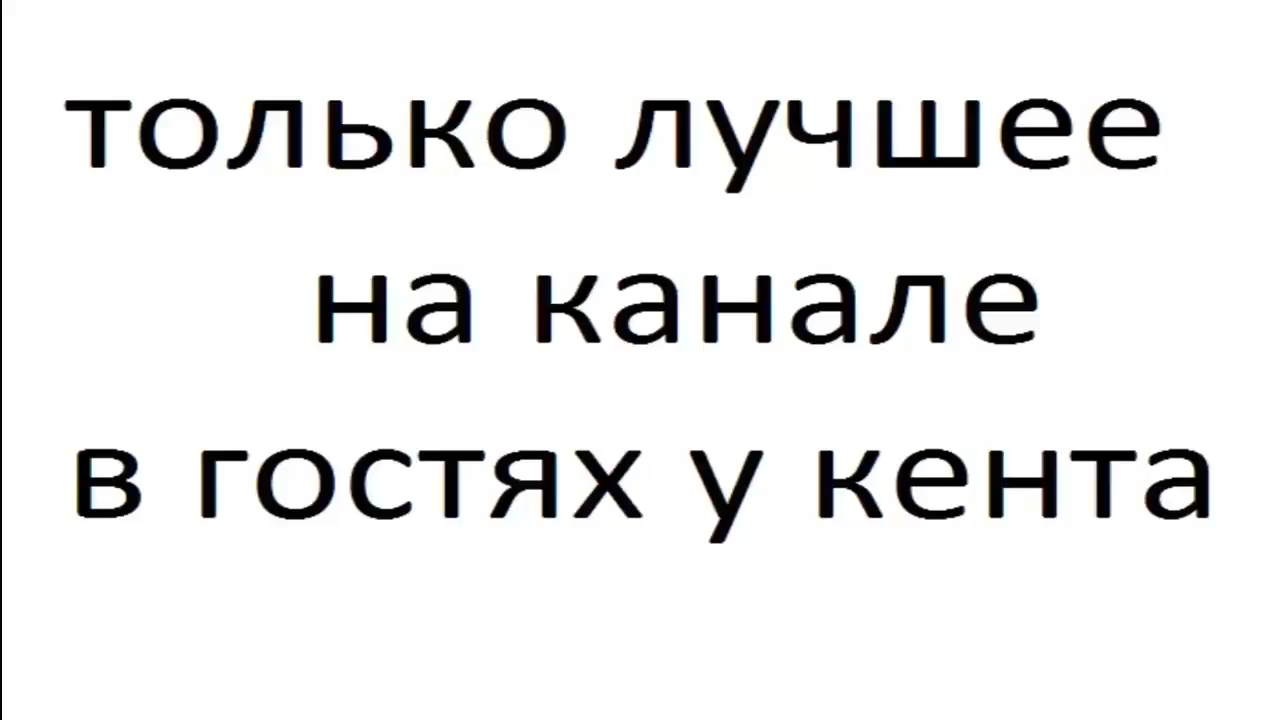 только лучшее
на канале
в гостях у кента